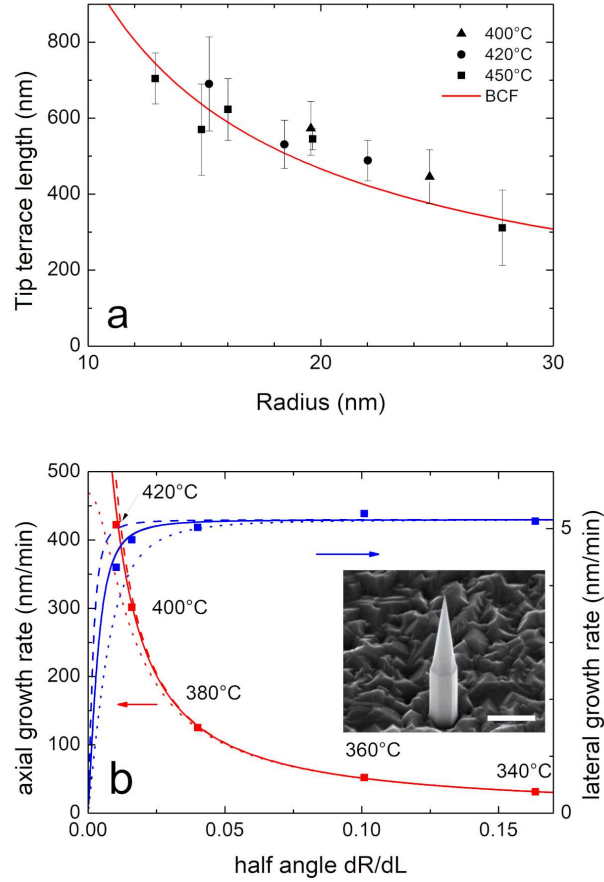 800
600
400
200
0
Tip terrace length (nm)
400°C
420°C
450°C
BCF
a
10
20
30
Radius (nm)
500
400
300
200
100
0
axial growth rate (nm/min)
420°C
400°C
380°C
360°C
340°C
5
0
lateral growth rate (nm/min)
b
0.00
0.05
0.10
0.15
half angle dR/dL